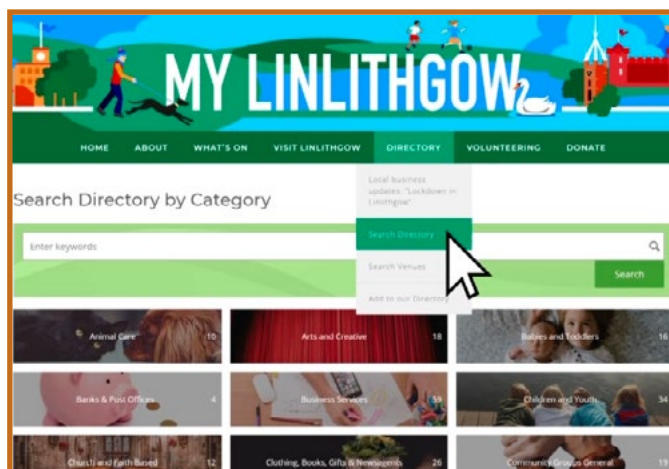 MY LINLITHGOW
HOME ABOUT WHAT'S ON VISIT LINLITHGOW DIRECTORY VOLUNTEERING DONATE
Local business
updates: "Lockdown in
Linlithgow"
Search Directory by Category
Search Directory
Enter keywords
Search Venues
Search
Add to our Directory
Animal Care 10 Arts and Creative 18 Babies and Toddlers 16
Banks & Post Offices 4 Business Services 59 Children and Youth 34
Church and Faith Based 12 Clothing, Books, Gifts & Newsagents 26 Community Groups General 19